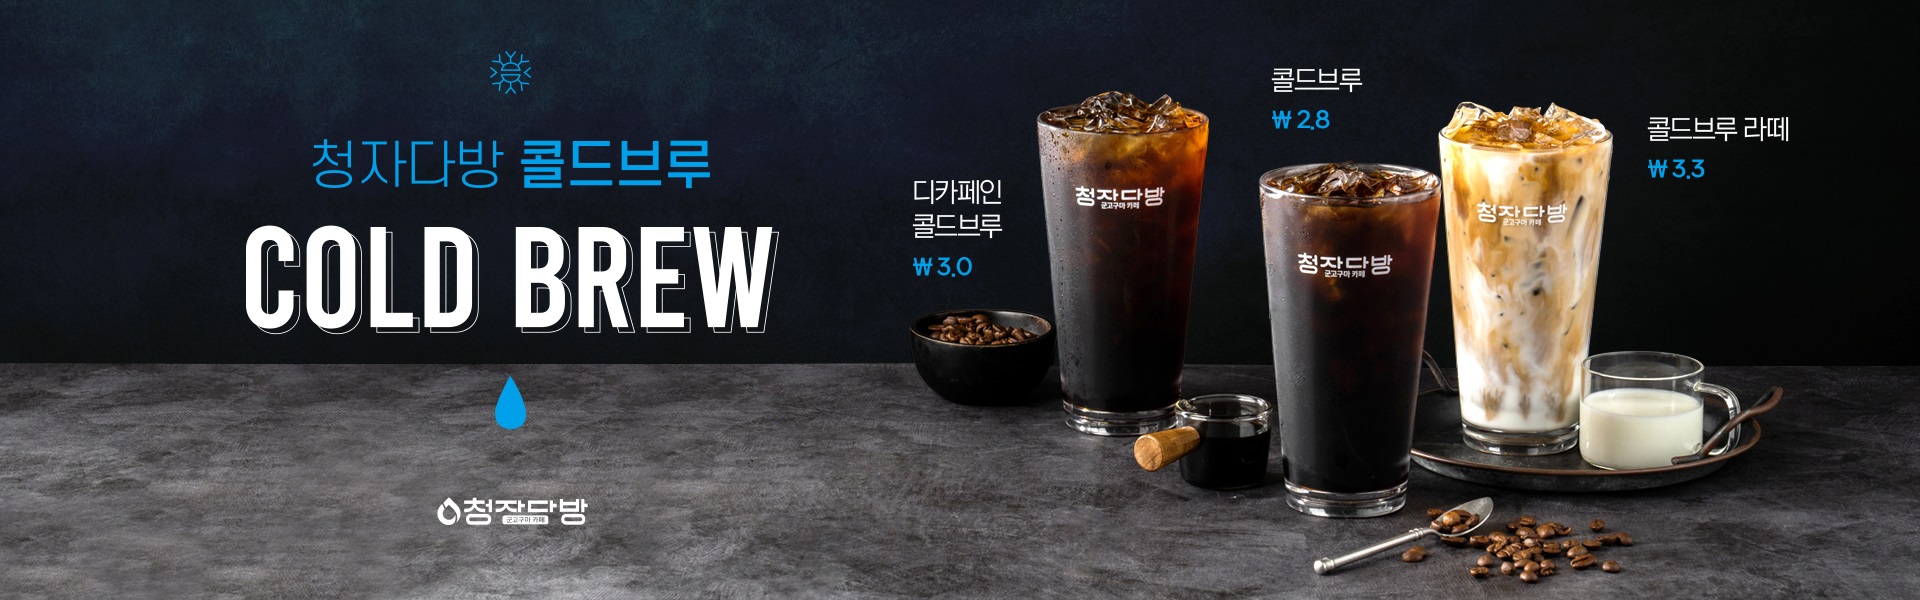 청자다방 콜드브루
COLD BREW
청자다방
군고구마 카페
디카페인
콜드브루
₩ 3.0
청자다방
군고구마 카페
콜드브루
₩ 2.8
청자다방
군고구마 카페
콜드브루 라떼
₩ 3.3
청자다방
군고구마 카페